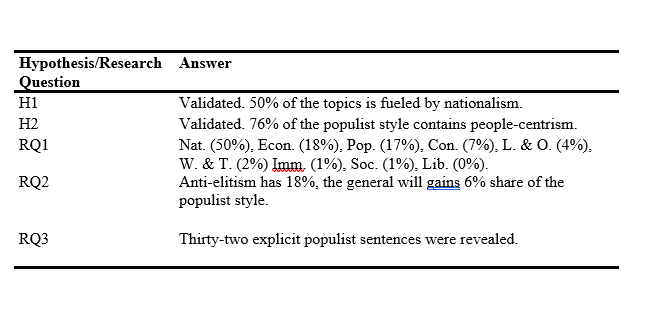 Hypothesis/Research Answer
Question
H1 Validated. 50% of the topics is fueled by nationalism.
H2 Validated. 76% of the populist style contains people-centrism.
RQ1 Nat. (50%), Econ. (18%), Pop. (17%), Con. (7%), L. & O. (4%),
W. & T. (2%) Imm. (1%), Soc. (1%), Lib. (0%).
RQ2 Anti-elitism has 18%, the general will gains 6% share of the
populist style.
RQ3 Thirty-two explicit populist sentences were revealed.